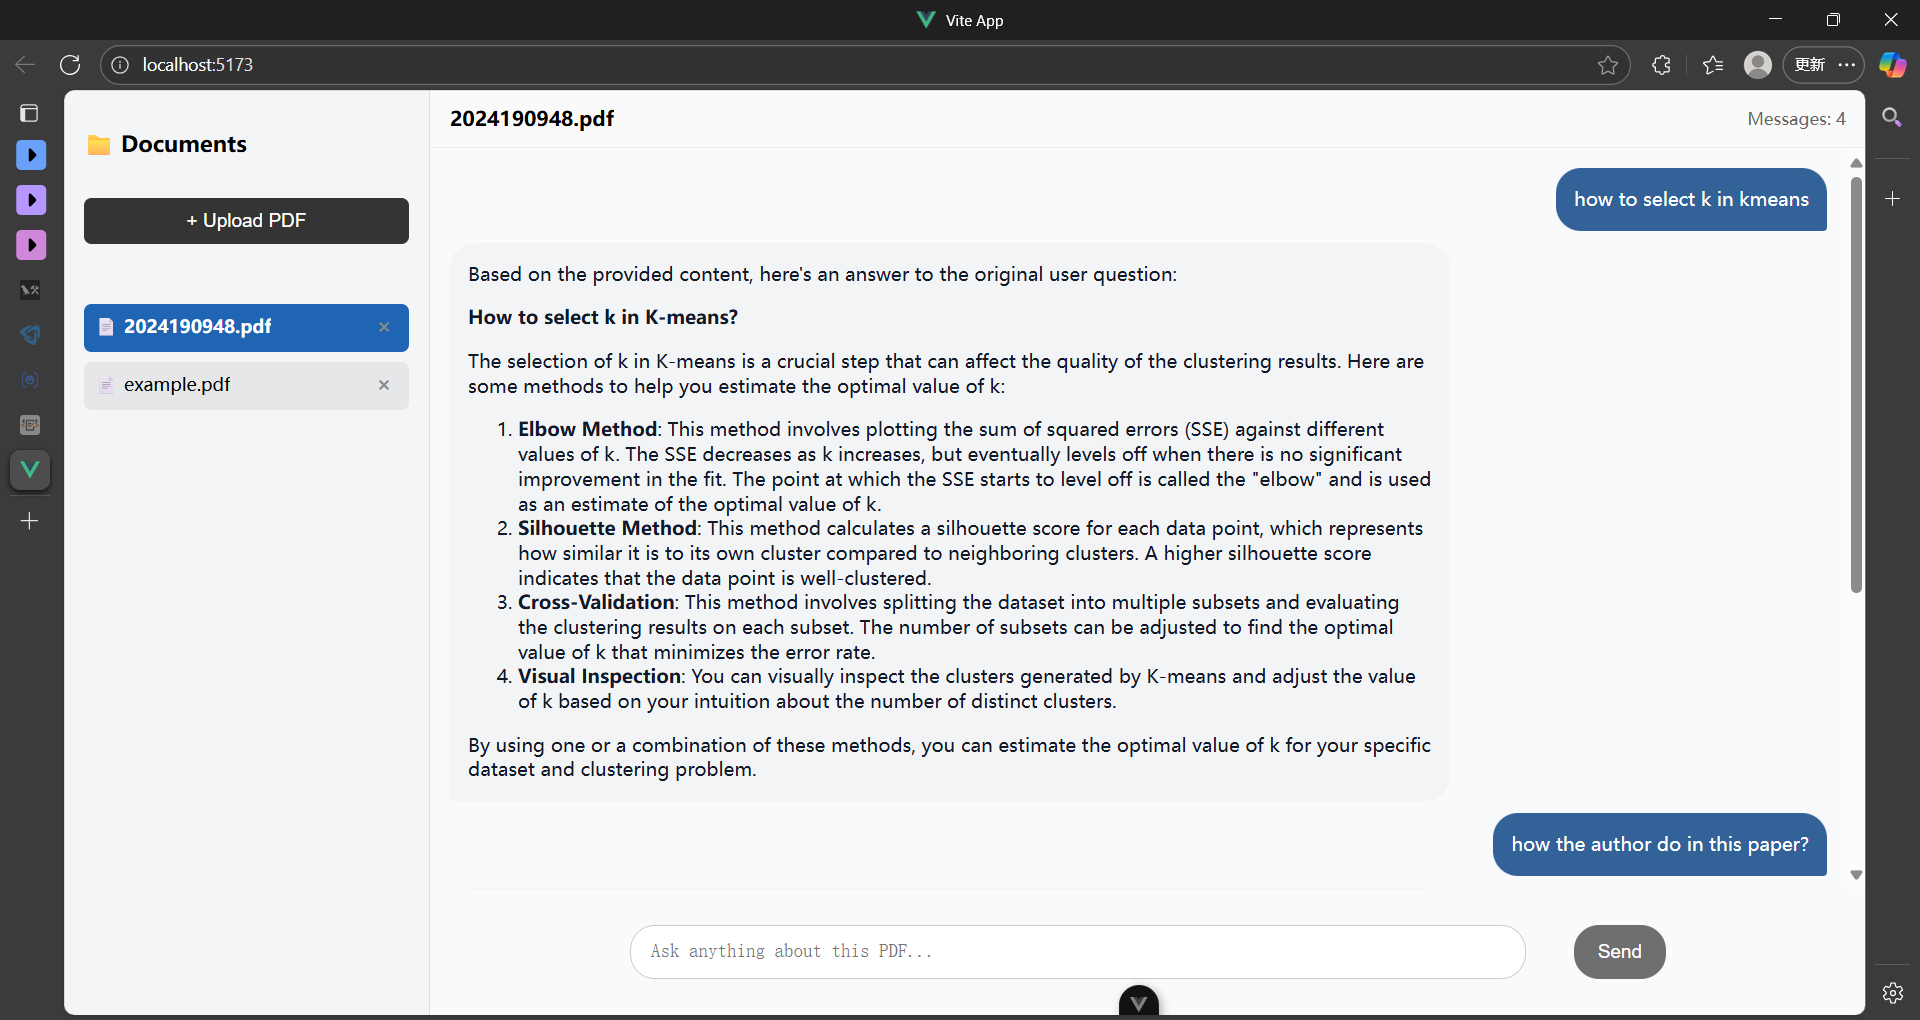 Vite App
localhost:5173
更新
Documents
+ Upload PDF
2024190948.pdf
example.pdf
2024190948.pdf
Messages: 4
how to select k in kmeans
Based on the provided content, here's an answer to the original user question:
How to select k in K-means?
The selection of k in K-means is a crucial step that can affect the quality of the clustering results. Here are
some methods to help you estimate the optimal value of k:
1. Elbow Method: This method involves plotting the sum of squared errors (SSE) against different
values of k. The SSE decreases as k increases, but eventually levels off when there is no significant
improvement in the fit. The point at which the SSE starts to level off is called the "elbow" and is used
as an estimate of the optimal value of k.
2. Silhouette Method: This method calculates a silhouette score for each data point, which represents
how similar it is to its own cluster compared to neighboring clusters. A higher silhouette score
indicates that the data point is well-clustered.
3. Cross-Validation: This method involves splitting the dataset into multiple subsets and evaluating
the clustering results on each subset. The number of subsets can be adjusted to find the optimal
value of k that minimizes the error rate.
4. Visual Inspection: You can visually inspect the clusters generated by K-means and adjust the value
of k based on your intuition about the number of distinct clusters.
By using one or a combination of these methods, you can estimate the optimal value of k for your specific
dataset and clustering problem.
how the author do in this paper?
Ask anything about this PDF...
Send